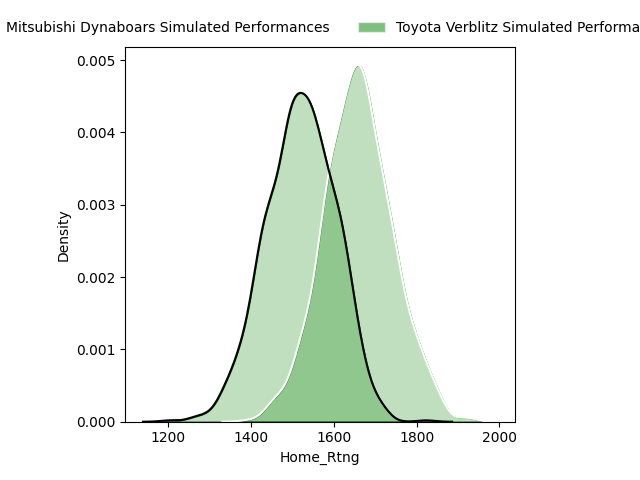 Mitsubishi Dynaboars Simulated Performances
Toyota Verblitz Simulated Performa
0.005
0.004
0.003
0.002
0.001
0.000
Density
1200 1400 1600 1800 2000
Home_Rtng